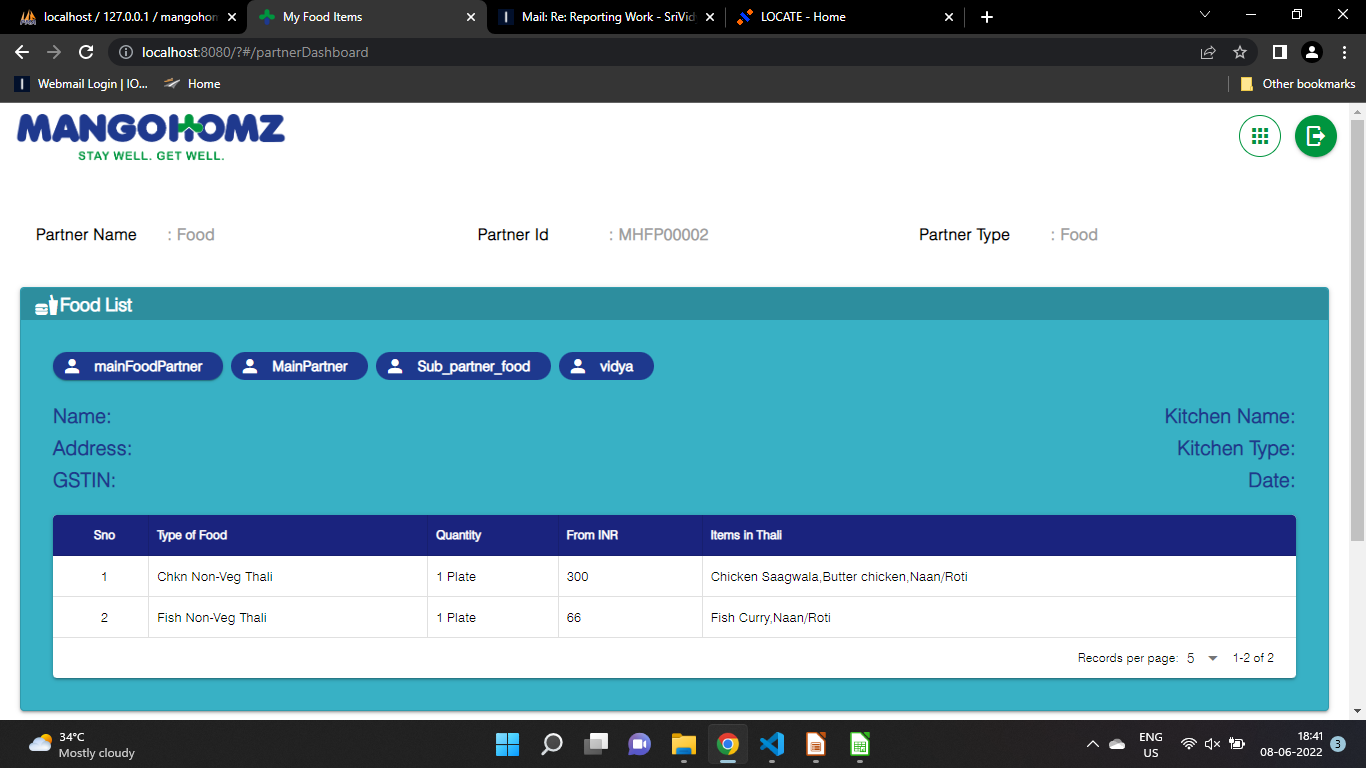 localhost / 127.0.0.1 / mangohom
My Food Items
Mail: Re: Reporting Work - SriVid
LOCATE - Home
localhost:8080/?#/partnerDashboard
Webmail Login | IO...
Home
Other bookmarks
MANGOHOMZ
STAY WELL. GET WELL.
Partner Name : Food
Partner Id : MHFP00002
Partner Type : Food
Food List
mainFoodPartner
MainPartner
Sub_partner_food
vidya
Name:
Kitchen Name:
Address:
Kitchen Type:
GSTIN:
Date:
Sno Type of Food Quantity From INR Items in Thali
1 Chkn Non-Veg Thali 1 Plate 300 Chicken Saagwala,Butter chicken,Naan/Roti
2 Fish Non-Veg Thali 1 Plate 66 Fish Curry,Naan/Roti
Records per page: 5 1-2 of 2
34°C
Mostly cloudy
ENG
US
18:41
08-06-2022
3